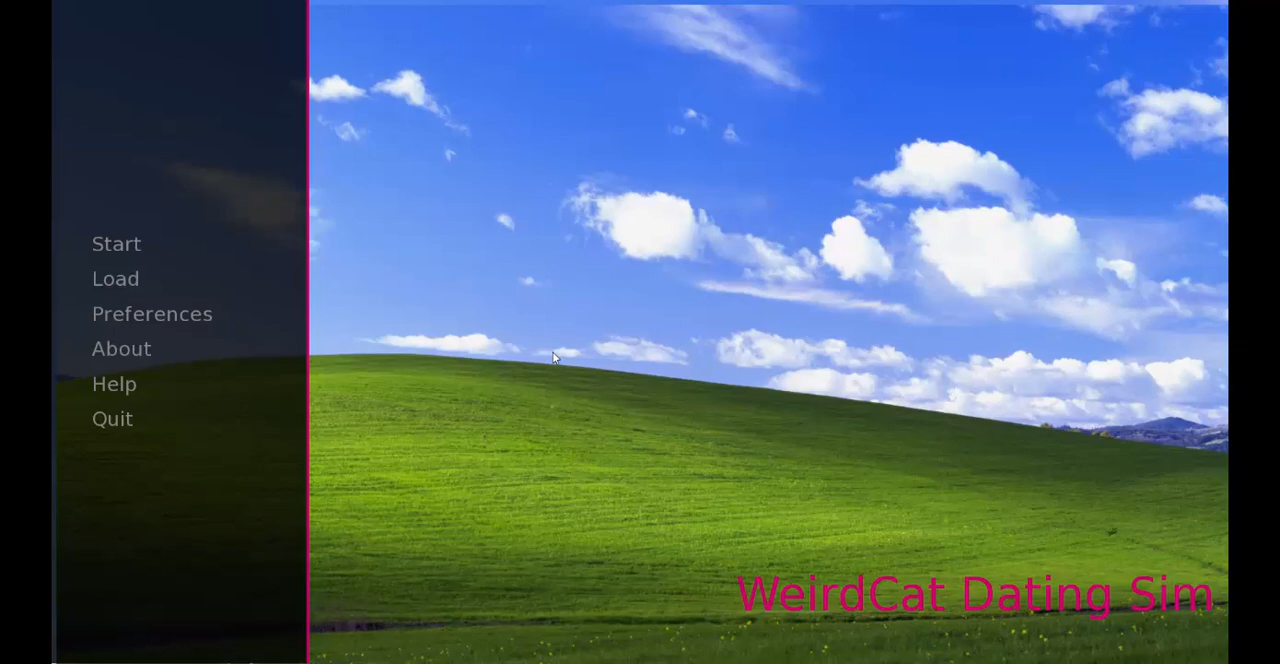 Start
Load
Preferences
About
Help
Quit
WeirdCat Dating Sim